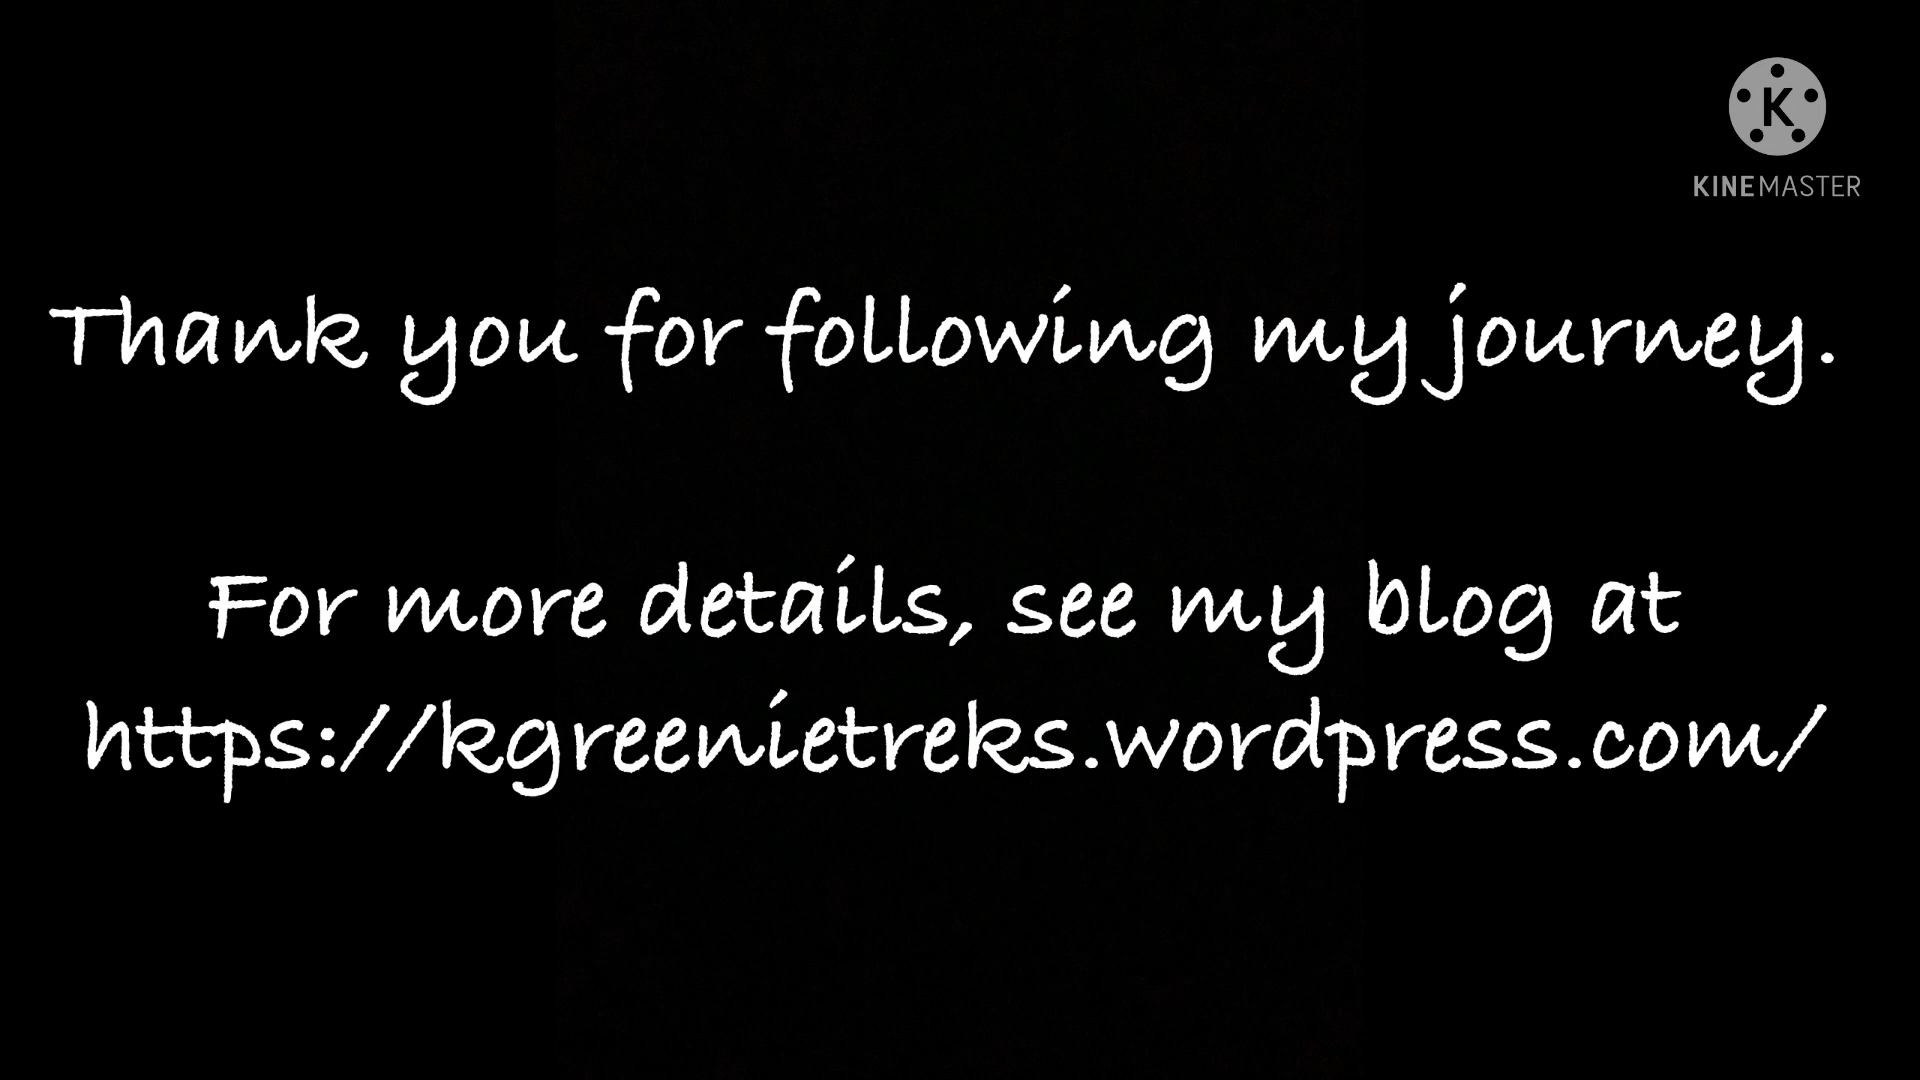 K
KINEMASTER
Thank you for following my journey.
For more details, see my blog at
https://kgreenietreks.wordpress.com/